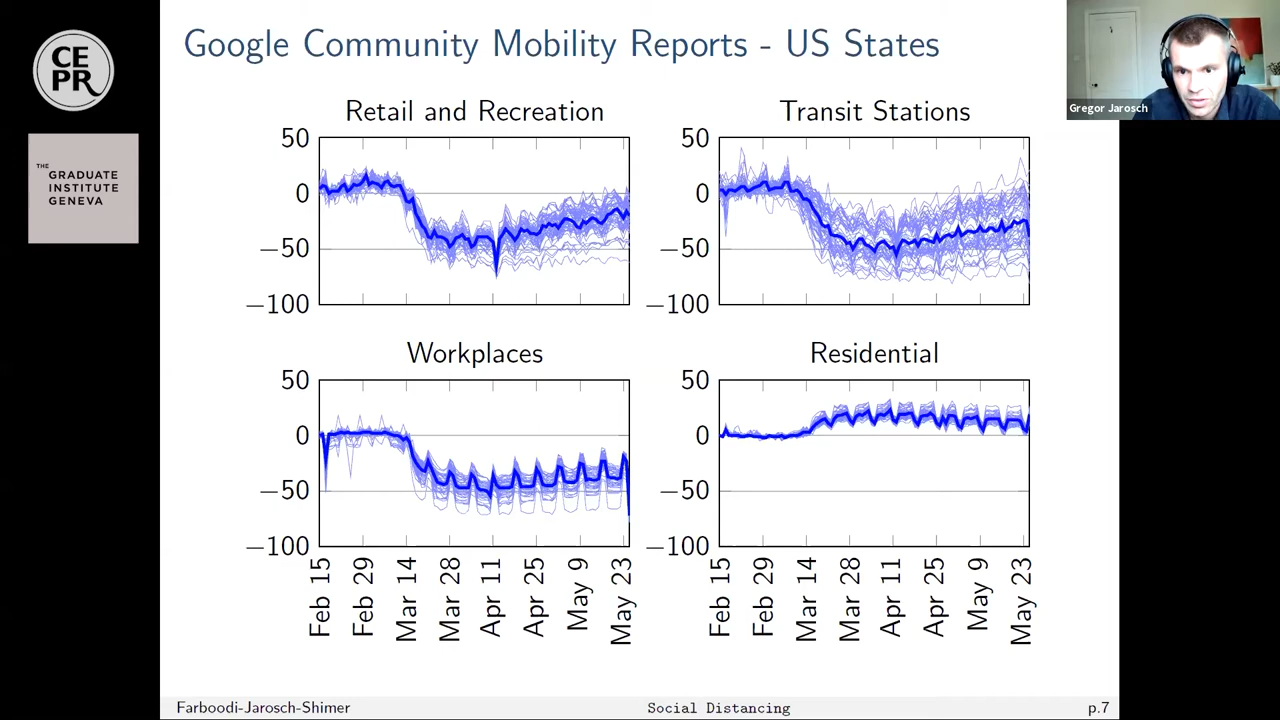 Google Community Mobility Reports - US States
CE
PR
THE
GRADUATE
INSTITUTE
GENEVA
Gregor Jarosch
Retail and Recreation
50
0
−50
−100
Transit Stations
50
0
−50
−100
Workplaces
50
0
−50
−100
Feb 15
Feb 29
Mar 14
Mar 28
Apr 11
Apr 25
May 9
May 23
Residential
50
0
−50
−100
Feb 15
Feb 29
Mar 14
Mar 28
Apr 11
Apr 25
May 9
May 23
Farboodi-Jarosch-Shimer
Social Distancing
p.7